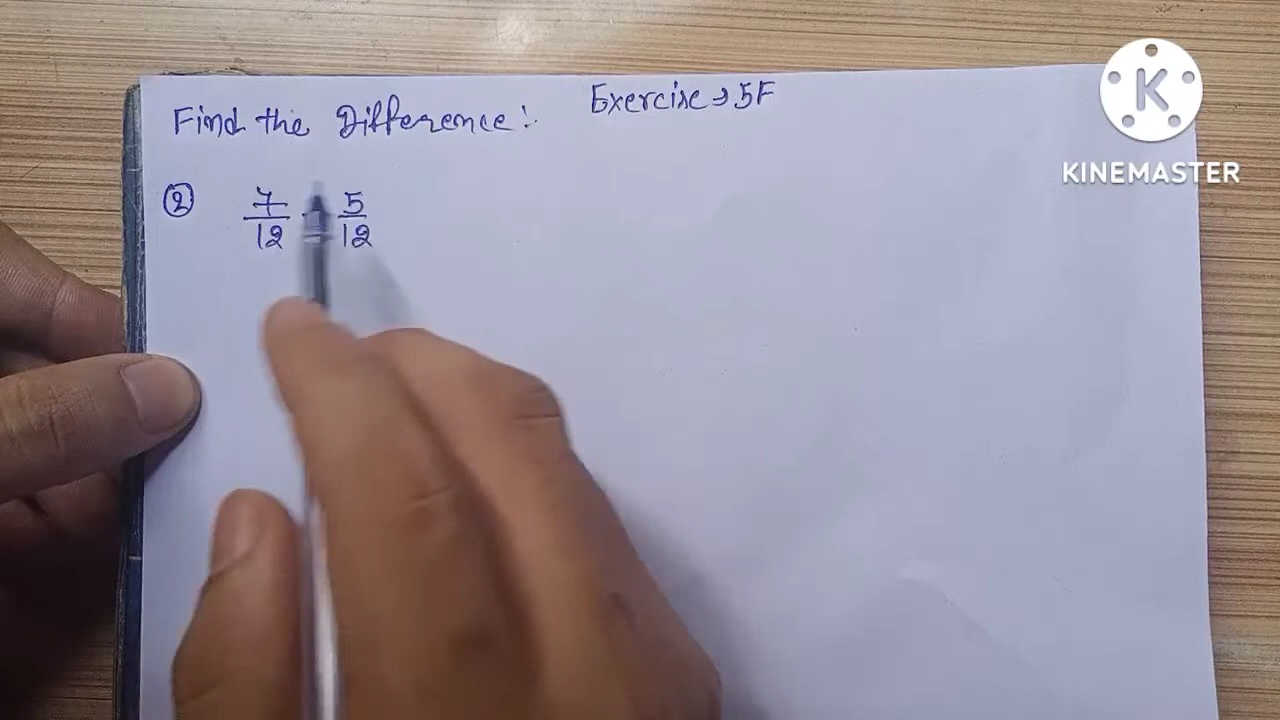 Find the Difference:. Exercise → 5F
② 7/12 - 5/12
K
KINEMASTER